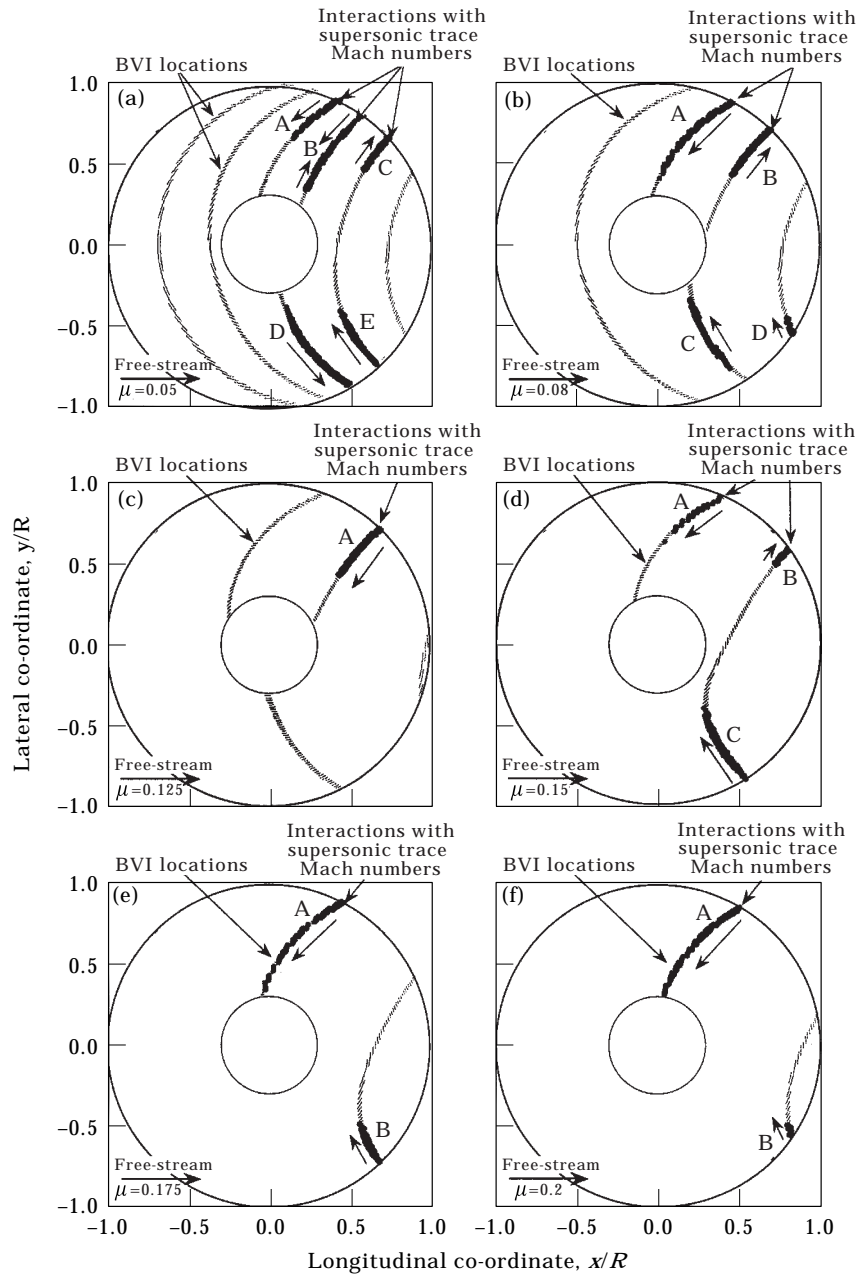 Interactions with
supersonic trace
Mach numbers
BVI locations
(a)
A
B
C
D
E
Free-stream
μ=0.05
1.0
0.5
0.0
−0.5
−1.0
Interactions with
supersonic trace
Mach numbers
BVI locations
(b)
A
B
C
D
Free-stream
μ=0.08
Interactions with
supersonic trace
Mach numbers
BVI locations
(c)
A
Free-stream
μ=0.125
1.0
0.5
0.0
−0.5
−1.0
Lateral co-ordinate, y/R
Interactions with
supersonic trace
Mach numbers
BVI locations
(d)
A
B
C
Free-stream
μ=0.15
Interactions with
supersonic trace
Mach numbers
BVI locations
(e)
A
B
Free-stream
μ=0.175
1.0
0.5
0.0
−0.5
−1.0
−1.0 −0.5 0.0 0.5 1.0
Interactions with
supersonic trace
Mach numbers
BVI locations
(f)
A
B
Free-stream
μ=0.2
−1.0 −0.5 0.0 0.5 1.0
Longitudinal co-ordinate, x/R